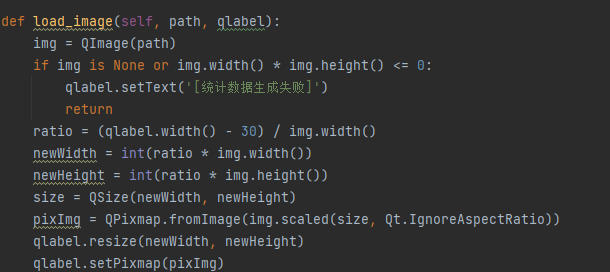 def load_image(self, path, qlabel):
    img = QImage(path)
    if img is None or img.width() * img.height() <= 0:
        qlabel.setText('[统计数据生成失败]')
        return
    ratio = (qlabel.width() - 30) / img.width()
    newWidth = int(ratio * img.width())
    newHeight = int(ratio * img.height())
    size = QSize(newWidth, newHeight)
    pixImg = QPixmap.fromImage(img.scaled(size, Qt.IgnoreAspectRatio))
    qlabel.resize(newWidth, newHeight)
    qlabel.setPixmap(pixImg)